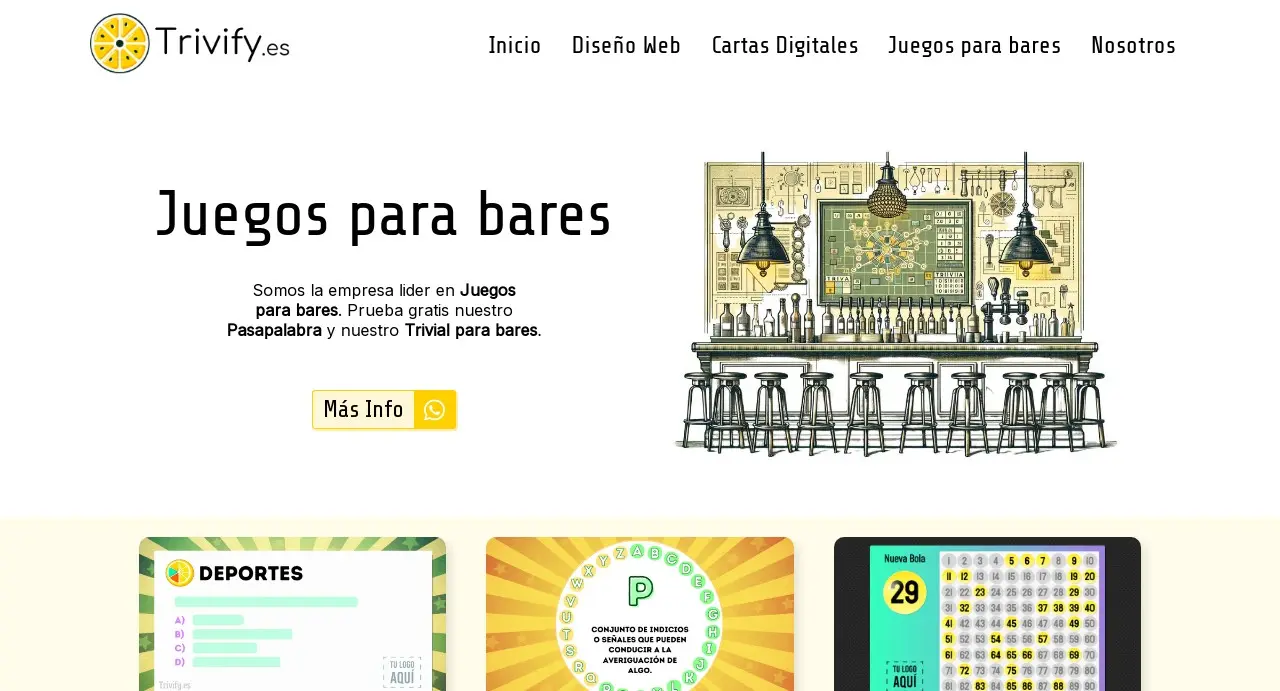 Trivify.es
Inicio Diseño Web Cartas Digitales Juegos para bares Nosotros
Juegos para bares
Somos la empresa lider en Juegos
para bares. Prueba gratis nuestro
Pasapalabra y nuestro Trivial para bares.
Más Info
DEPORTES
A)
B)
C)
D)
TU LOGO
AQUÍ
Trivify.es
A B C D E F G H I J K L
Q R S T U V W X Y Z
P
CONJUNTO DE INDICIOS
O SEÑALES QUE PUEDEN
CONDUCIR A LA
AVERIGUACIÓN DE
ALGO.
Nueva Bola
29
TU LOGO
AQUÍ
1 2 3 4 5 6 7 8 9 10
11 12 13 14 15 16 17 18 19 20
21 22 23 24 25 26 27 28 29 30
31 32 33 34 35 36 37 38 39 40
41 42 43 44 45 46 47 48 49 50
51 52 53 54 55 56 57 58 59 60
61 62 63 64 65 66 67 68 69 70
71 72 73 74 75 76 77 78 79 80
81 82 83 84 85 86 87 88 89 90